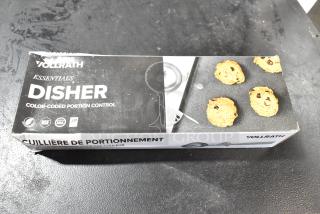 VOLLRATH
ESSENTIALS
DISHER
COLOR-CODED PORTION CONTROL
CUILLIÈRE DE PORTIONNEMENT
VOLLRATH